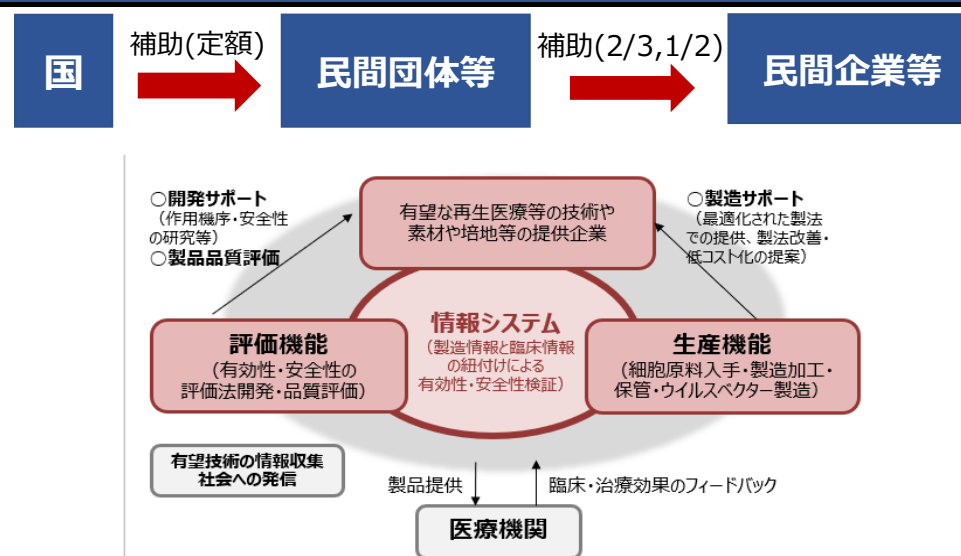 国
補助(定額)
民間団体等
補助(2/3,1/2)
民間企業等
○開発サポート
（作用機序・安全性
の研究等）
○製品品質評価
有望な再生医療等の技術や
素材や培地等の提供企業
○製造サポート
（最適化された製法
での提供、製法改善・
低コスト化の提案）
情報システム
（製造情報と臨床情報
の紐付けによる
有効性・安全性検証）
評価機能
（有効性・安全性の
評価法開発・品質評価）
生産機能
（細胞原料入手・製造加工・
保管・ウイルスベクター製造）
有望技術の情報収集
社会への発信
製品提供
臨床・治療効果のフィードバック
医療機関